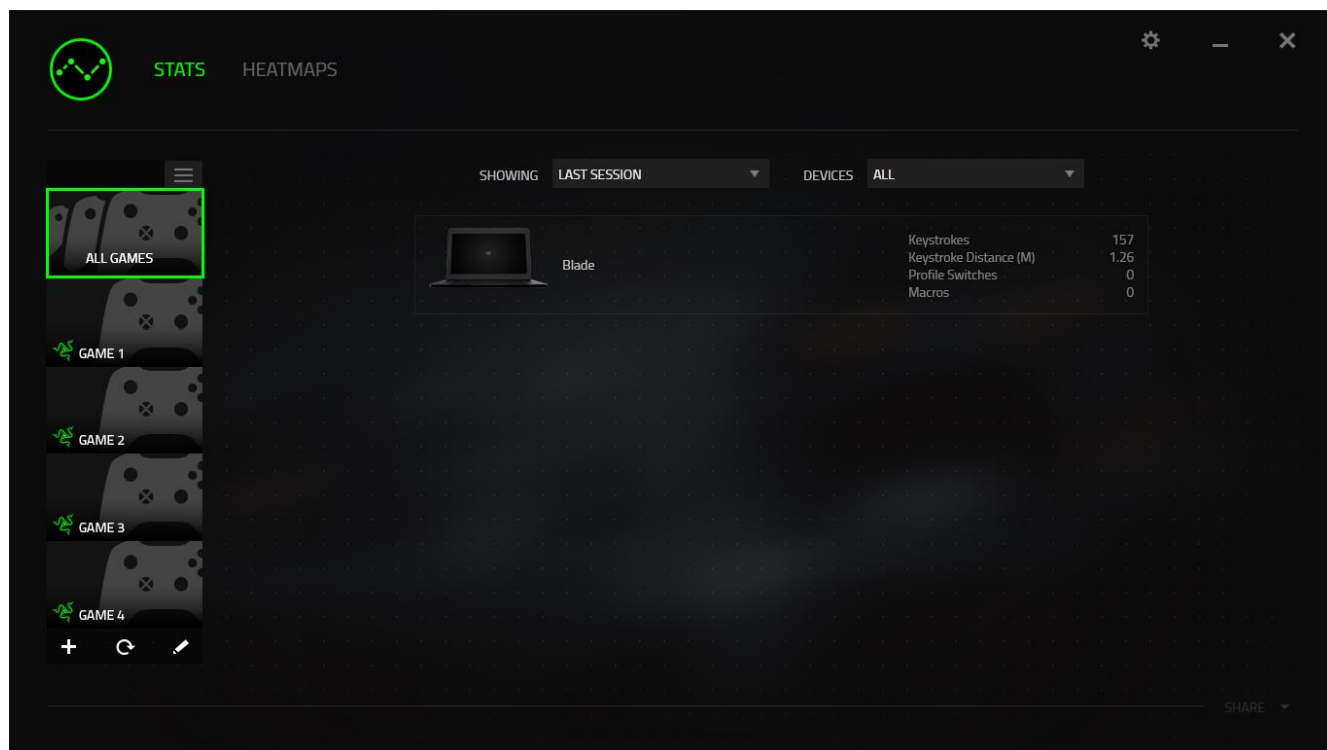 STATS HEATMAPS
SHOWING LAST SESSION DEVICES ALL
ALL GAMES
GAME 1
GAME 2
GAME 3
GAME 4
Blade
Keystrokes 157
Keystroke Distance (M) 1.26
Profile Switches 0
Macros 0
SHARE